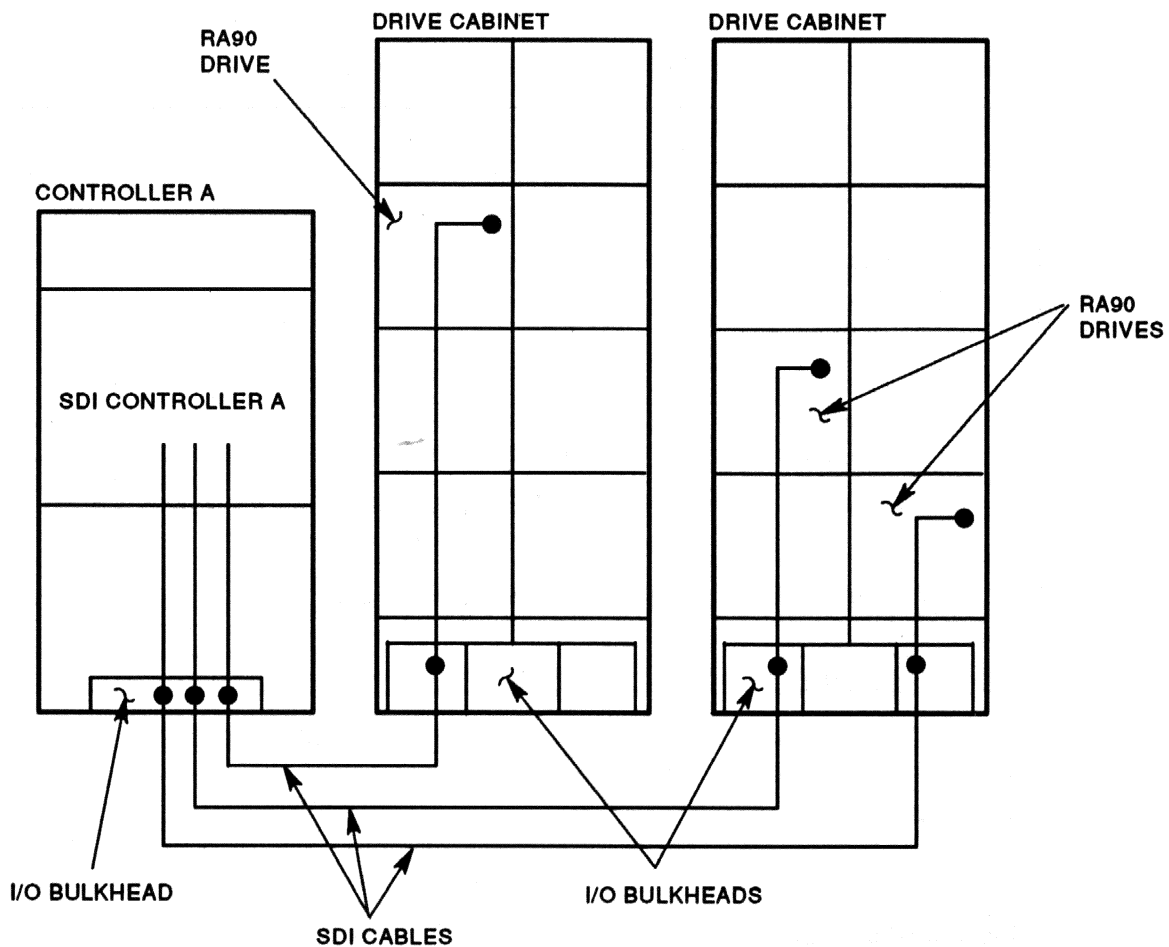 DRIVE CABINET
DRIVE CABINET
RA90
DRIVE
CONTROLLER A
RA90
DRIVES
SDI CONTROLLER A
I/O BULKHEAD
I/O BULKHEADS
SDI CABLES